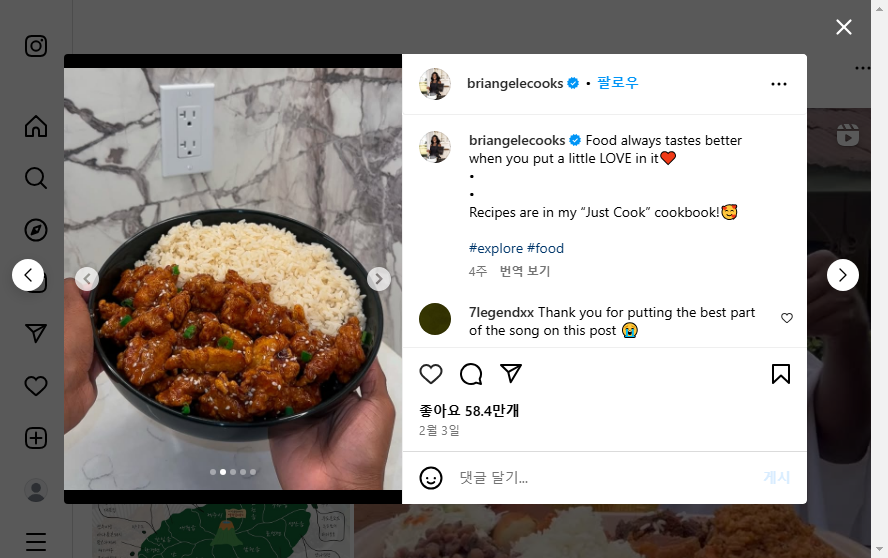 briangelecooks • 팔로우
briangelecooks Food always tastes better
when you put a little LOVE in it❤️
•
•
Recipes are in my “Just Cook” cookbook!🥰
#explore #food
4주 번역 보기
7legendxx Thank you for putting the best part
of the song on this post 😭
좋아요 58.4만개
2월 3일
댓글 달기...
게시